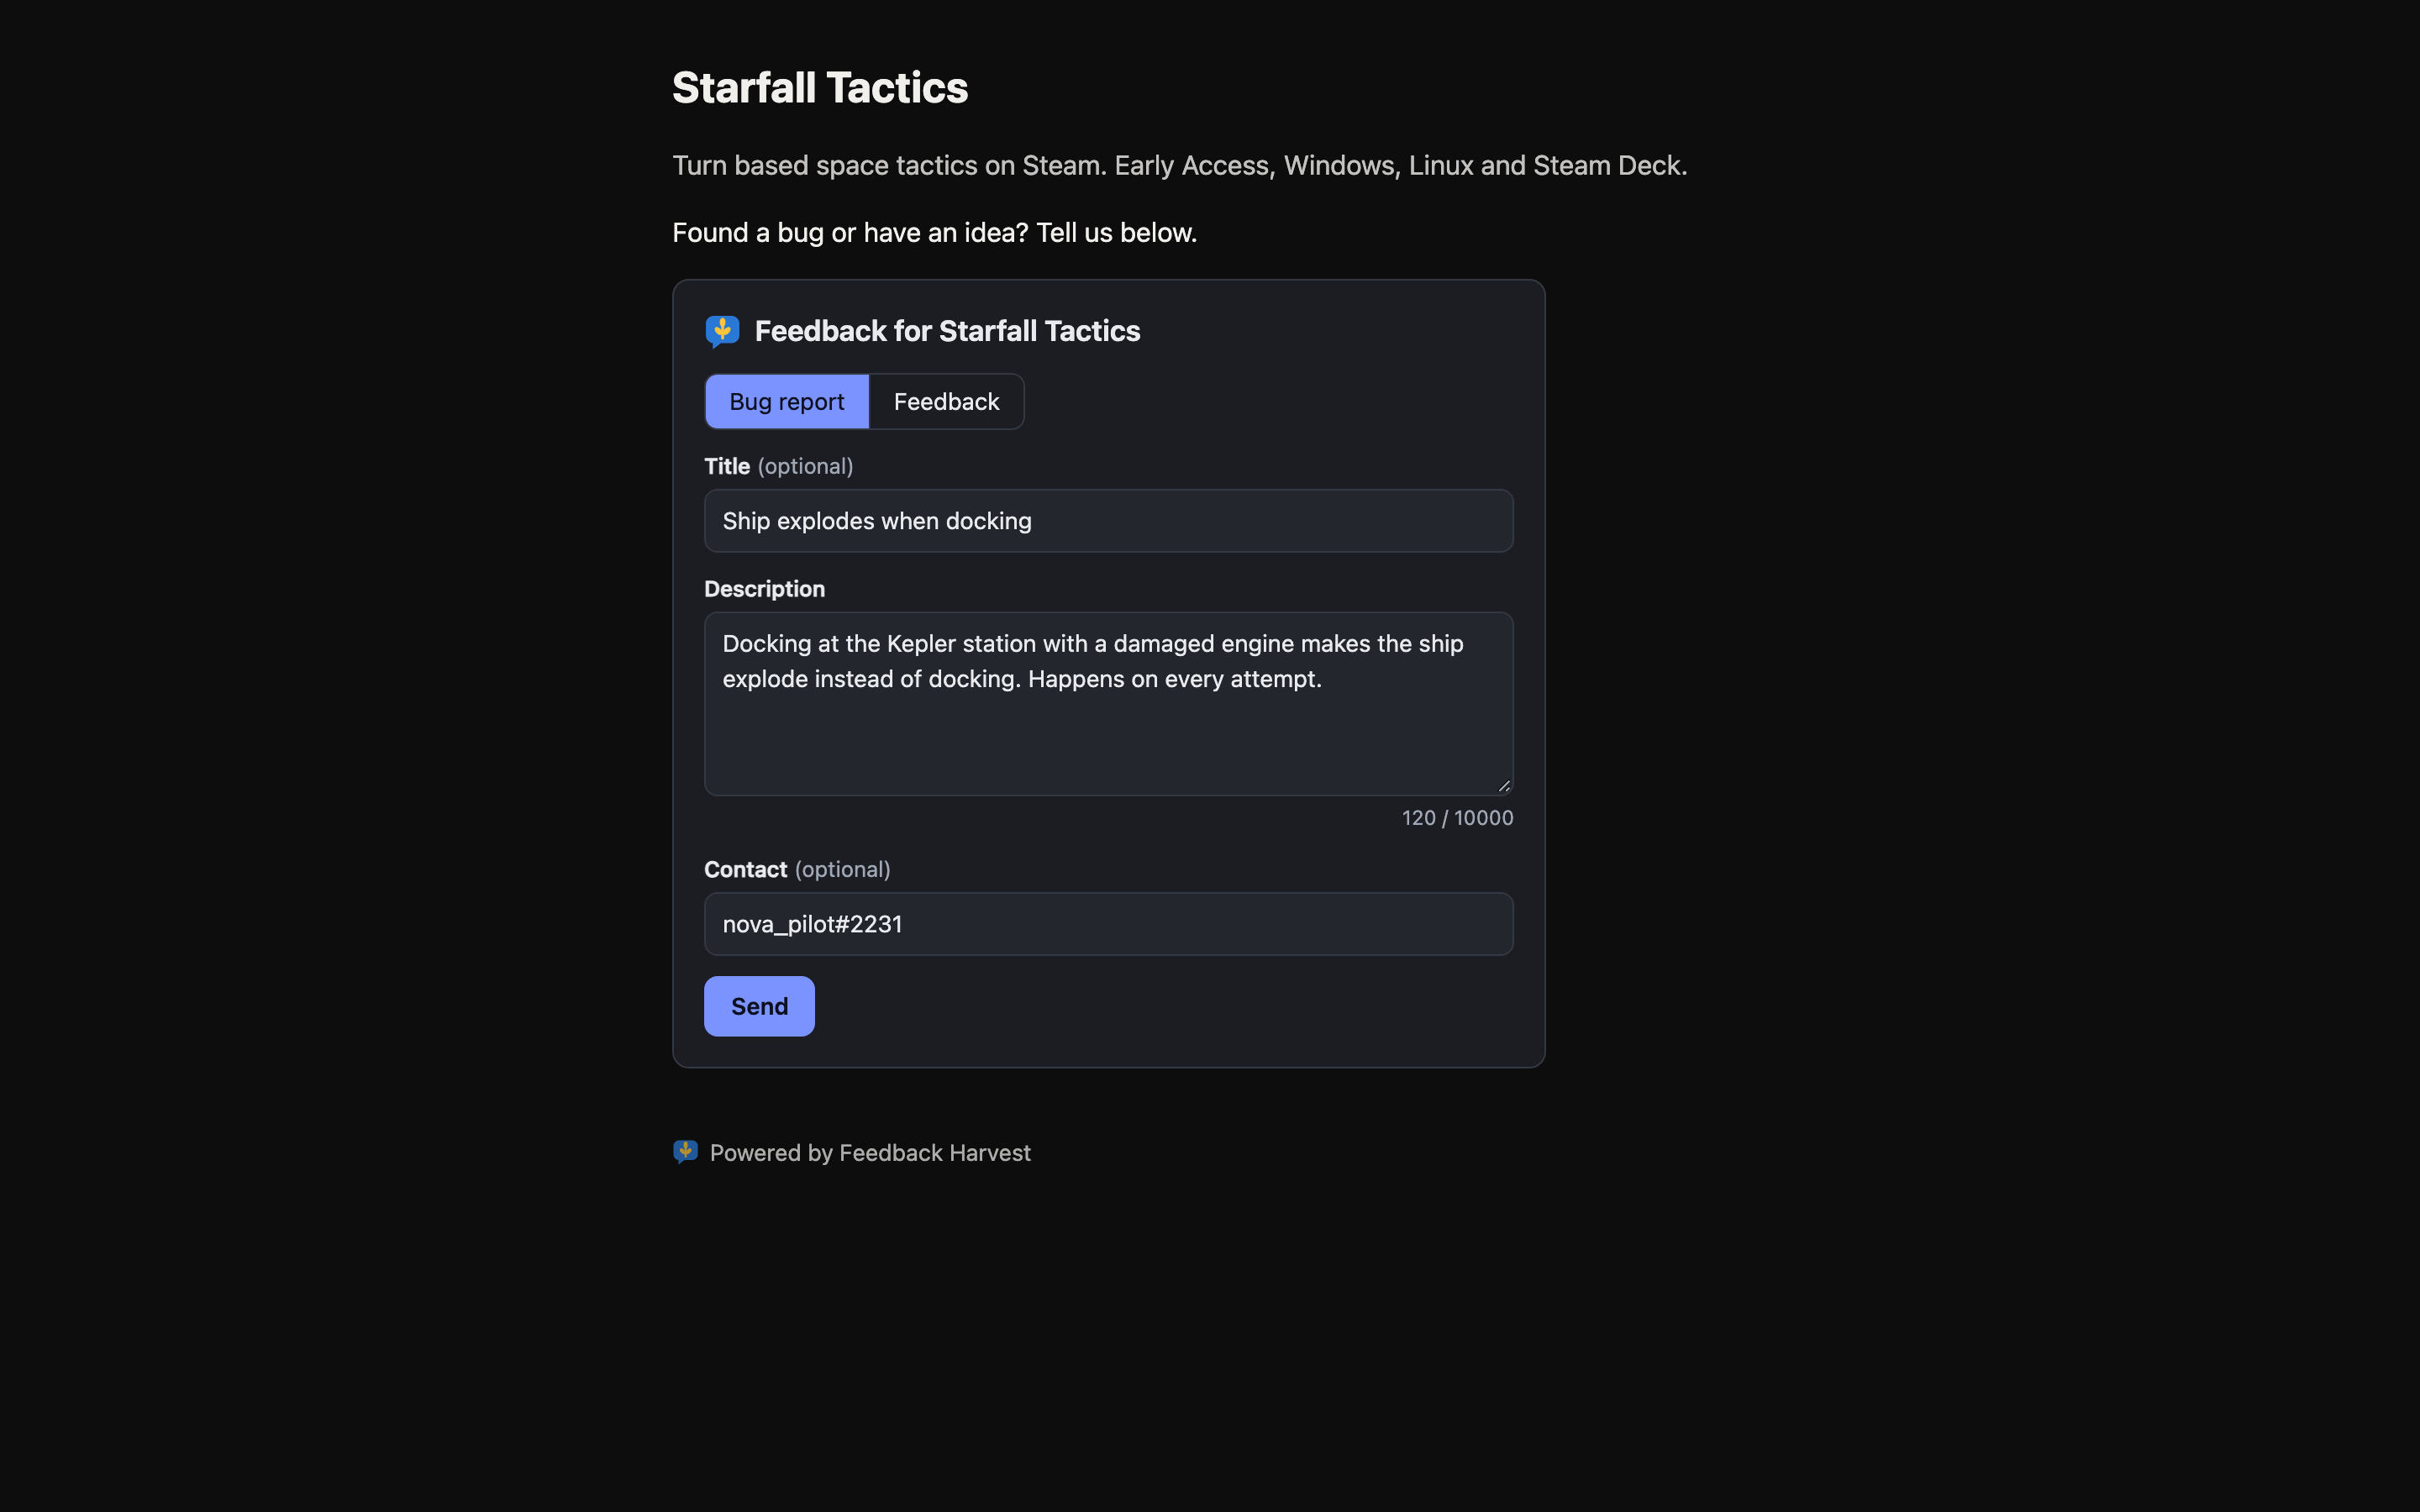 Starfall Tactics
Turn based space tactics on Steam. Early Access, Windows, Linux and Steam Deck.
Found a bug or have an idea? Tell us below.
Feedback for Starfall Tactics
Bug report
Feedback
Title (optional)
Ship explodes when docking
Description
Docking at the Kepler station with a damaged engine makes the ship
explode instead of docking. Happens on every attempt.
120 / 10000
Contact (optional)
nova_pilot#2231
Send
Powered by Feedback Harvest